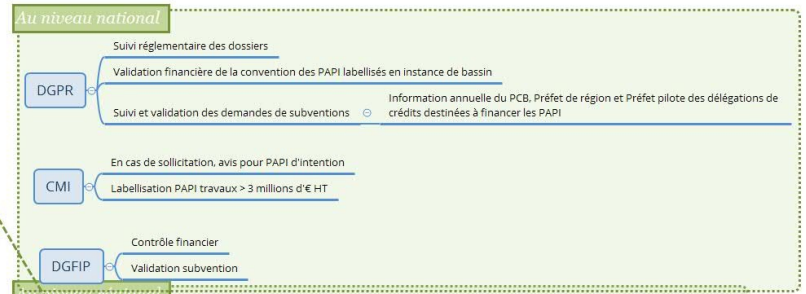 Au niveau national
Suivi réglementaire des dossiers
Validation financière de la convention des PAPI labellisés en instance de bassin
DGPR
Suivi et validation des demandes de subventions
Information annuelle du PCB, Préfet de région et Préfet pilote des délégations de
crédits destinées à financer les PAPI
En cas de sollicitation, avis pour PAPI d'intention
CMI
Labellisation PAPI travaux > 3 millions d'€ HT
Contrôle financier
DGFIP
Validation subvention